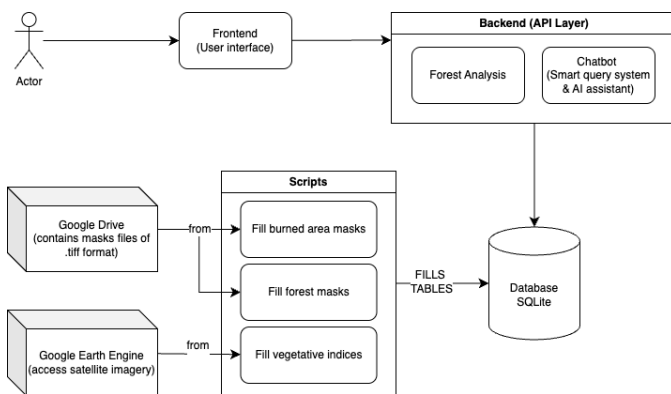 Backend (API Layer)
Frontend
(User interface)
Forest Analysis
Chatbot
(Smart query system
& AI assistant)
Actor
Scripts
Google Drive
(contains masks files of
.tiff format)
from
Fill burned area masks
Fill forest masks
FILLS
TABLES
Database
SQLite
Google Earth Engine
(access satellite imagery)
from
Fill vegetative indices